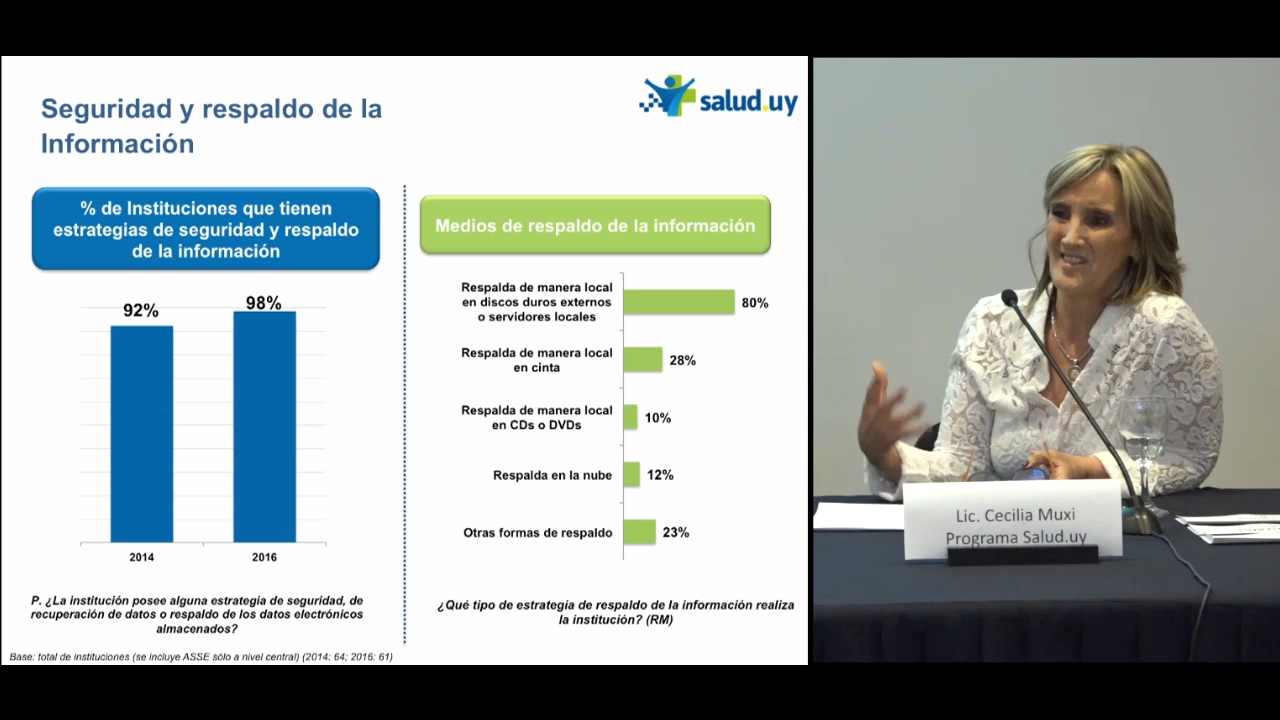 Seguridad y respaldo de la
Información
salud.uy
% de Instituciones que tienen
estrategias de seguridad y respaldo
de la información
92%
98%
2014
2016
P. ¿La institución posee alguna estrategia de seguridad, de
recuperación de datos o respaldo de los datos electrónicos
almacenados?
Base: total de instituciones (se incluye ASSE sólo a nivel central) (2014: 64; 2016: 61)
Medios de respaldo de la información
Respalda de manera local
en discos duros externos
o servidores locales
80%
Respalda de manera local
en cinta
28%
Respalda de manera local
en CDs o DVDs
10%
Respalda en la nube
12%
Otras formas de respaldo
23%
¿Qué tipo de estrategia de respaldo de la información realiza
la institución? (RM)
Lic. Cecilia Muxi
Programa Salud.uy